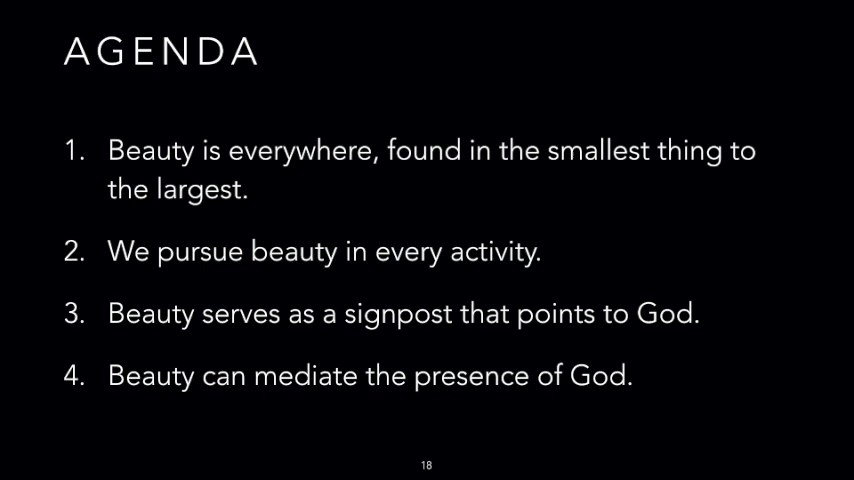 AGENDA
1. Beauty is everywhere, found in the smallest thing to
the largest.
2. We pursue beauty in every activity.
3. Beauty serves as a signpost that points to God.
4. Beauty can mediate the presence of God.
18